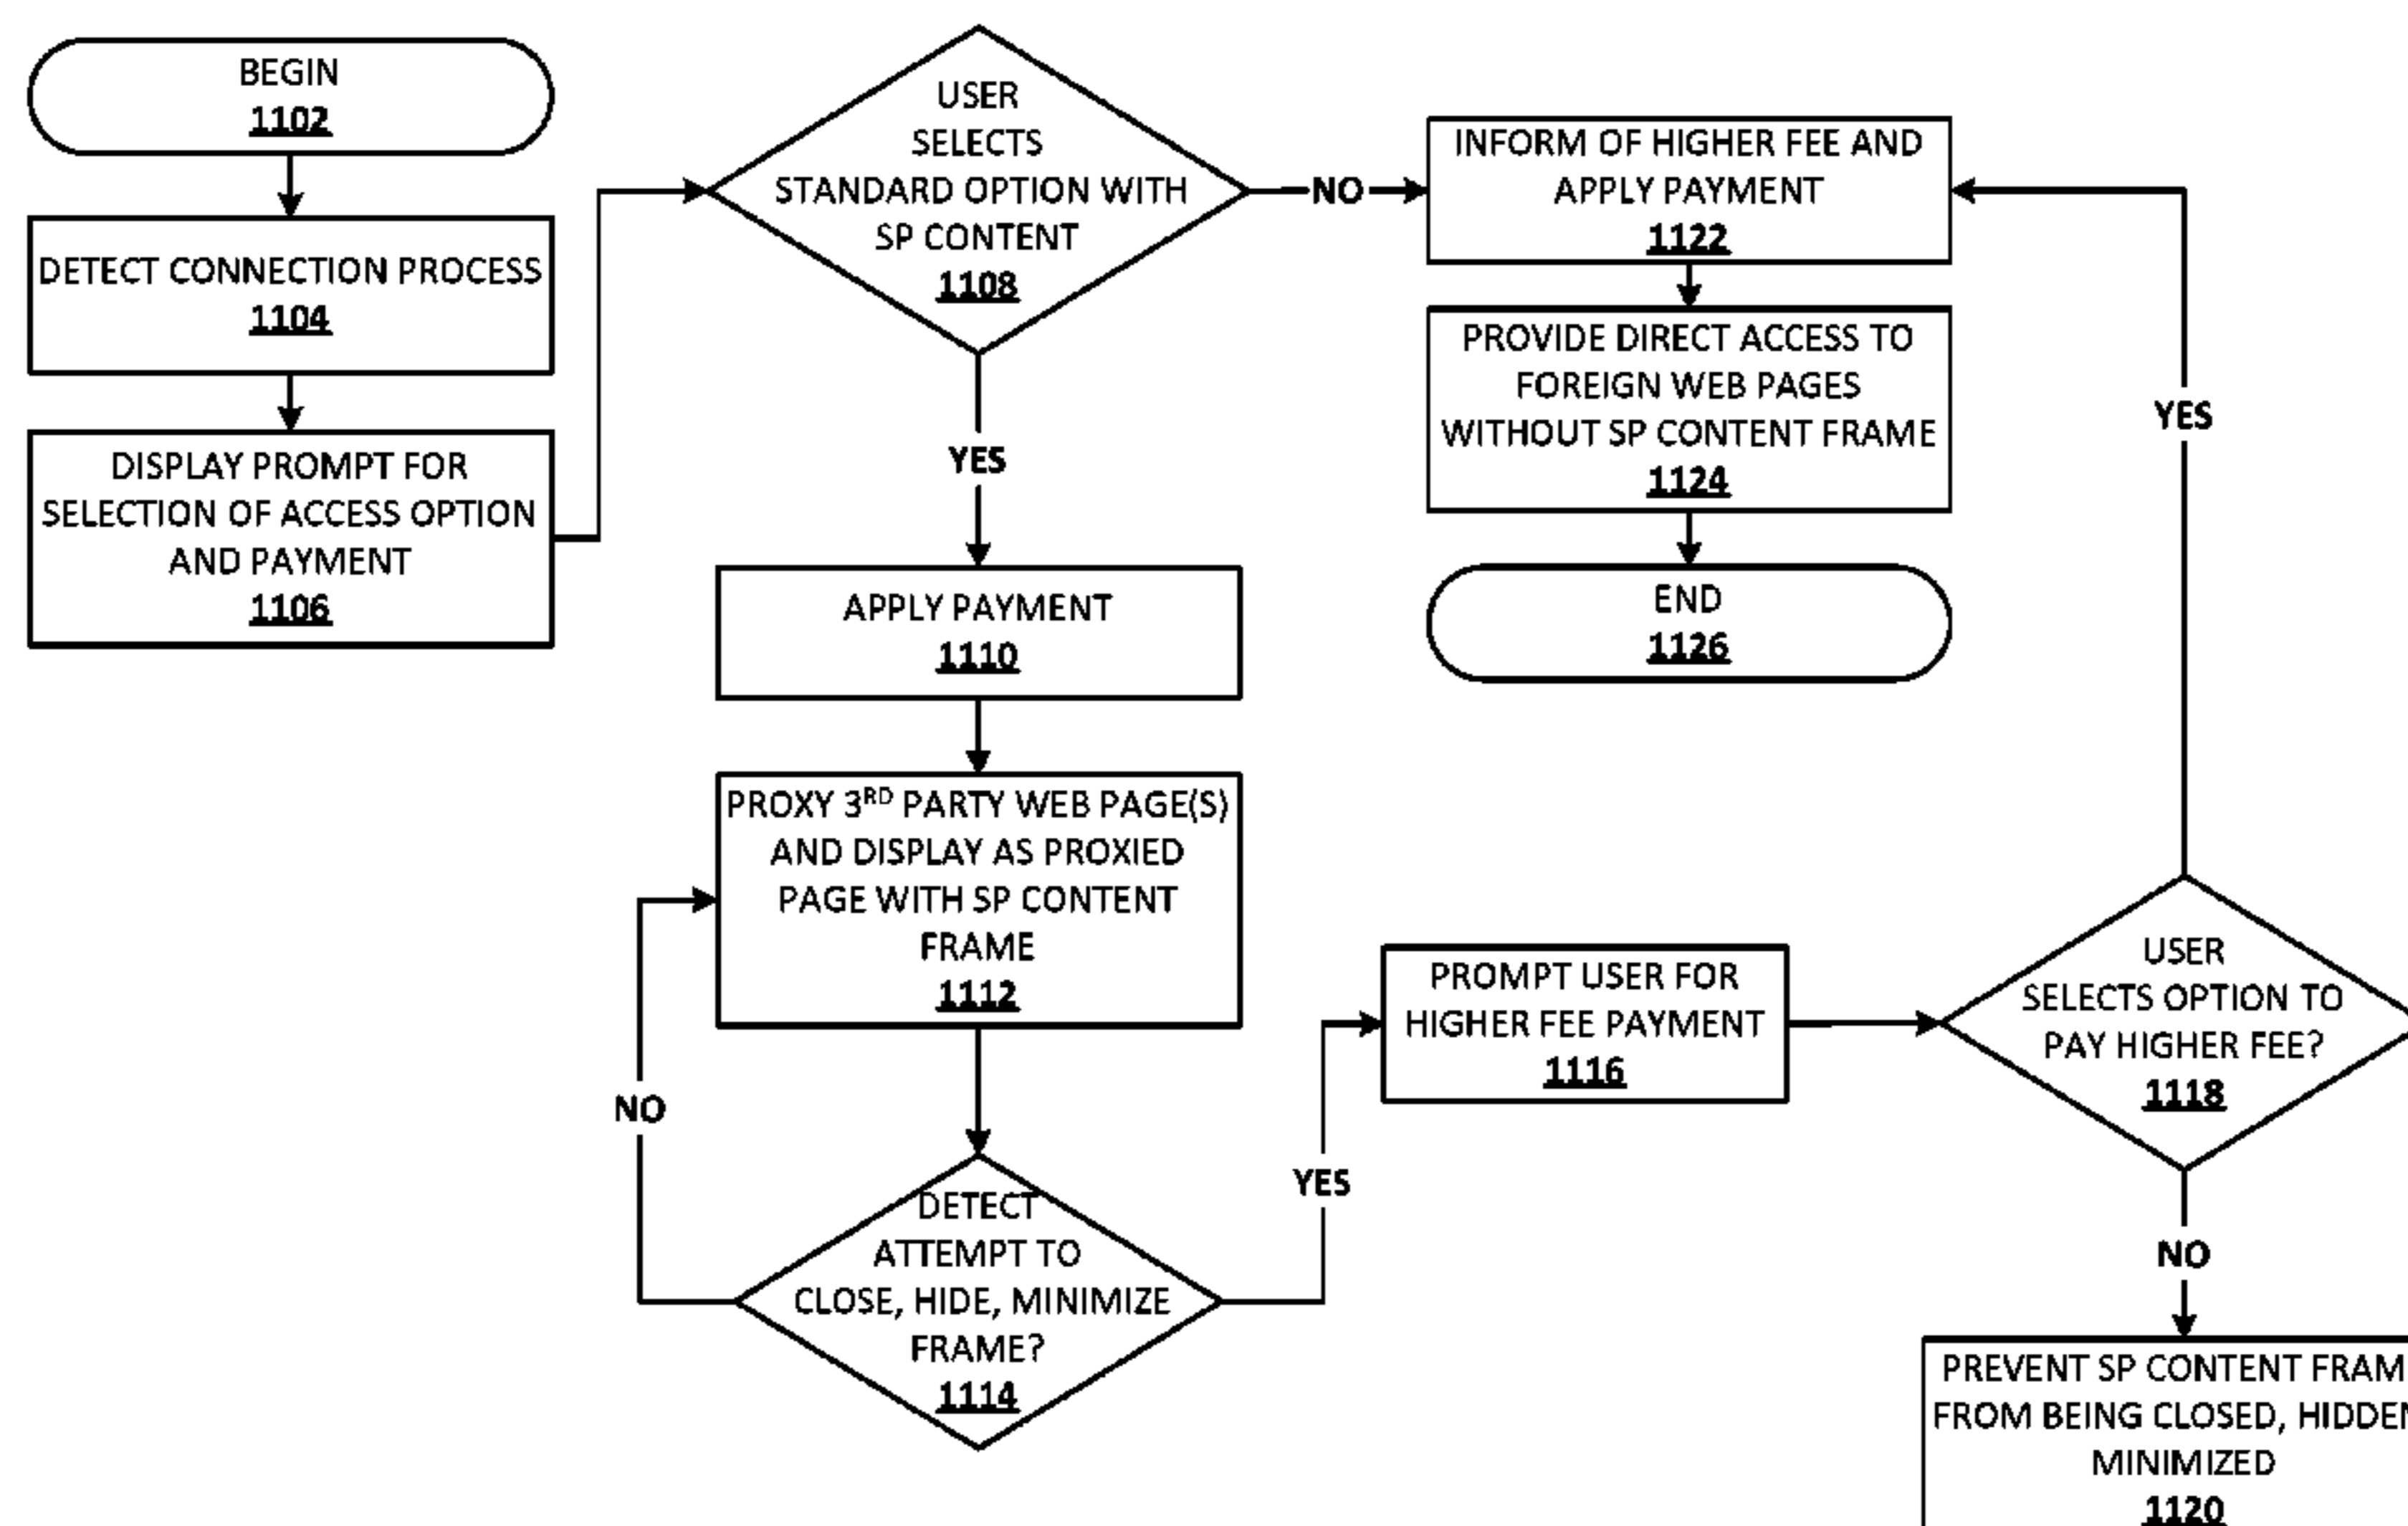 BEGIN
1102
DETECT CONNECTION PROCESS
1104
DISPLAY PROMPT FOR
SELECTION OF ACCESS OPTION
AND PAYMENT
1106
USER
SELECTS
STANDARD OPTION WITH
SP CONTENT
1108
NO
YES
INFORM OF HIGHER FEE AND
APPLY PAYMENT
1122
PROVIDE DIRECT ACCESS TO
FOREIGN WEB PAGES
WITHOUT SP CONTENT FRAME
1124
END
1126
APPLY PAYMENT
1110
PROXY 3RD PARTY WEB PAGE(S)
AND DISPLAY AS PROXIED
PAGE WITH SP CONTENT
FRAME
1112
NO
DETECT
ATTEMPT TO
CLOSE, HIDE, MINIMIZE
FRAME?
1114
YES
PROMPT USER FOR
HIGHER FEE PAYMENT
1116
USER
SELECTS OPTION TO
PAY HIGHER FEE?
1118
YES
NO
PREVENT SP CONTENT
FROM BEING CLOSED,
MINIMIZED
1120